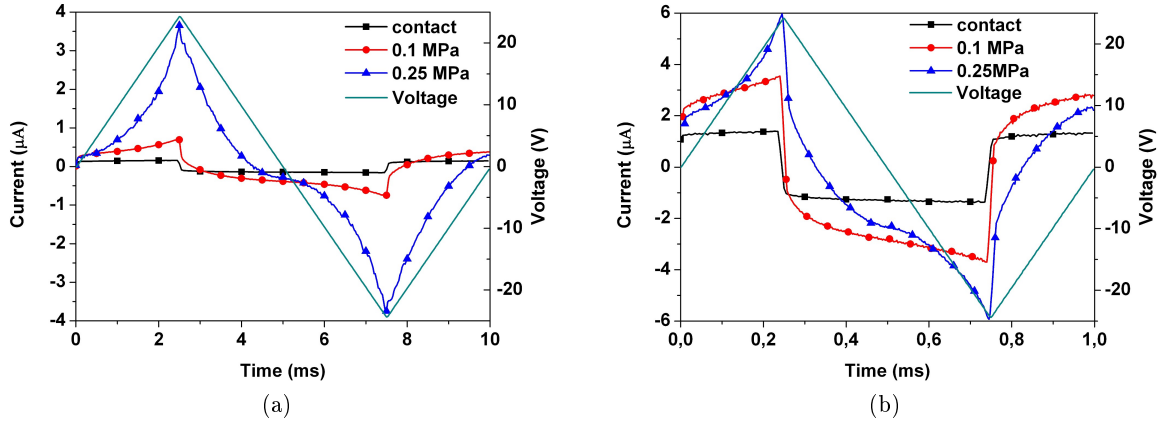 4
3
2
1
0
-1
-2
-3
-4
Current (µA)
0 2 4 6 8 10
Time (ms)
20
10
0
-10
-20
Voltage (V)
contact
0.1 MPa
0.25 MPa
Voltage
(a)
6
4
2
0
-2
-4
-6
Current (µA)
0,0 0,2 0,4 0,6 0,8 1,0
Time (ms)
20
10
0
-10
-20
Voltage (V)
contact
0.1 MPa
0.25MPa
Voltage
(b)